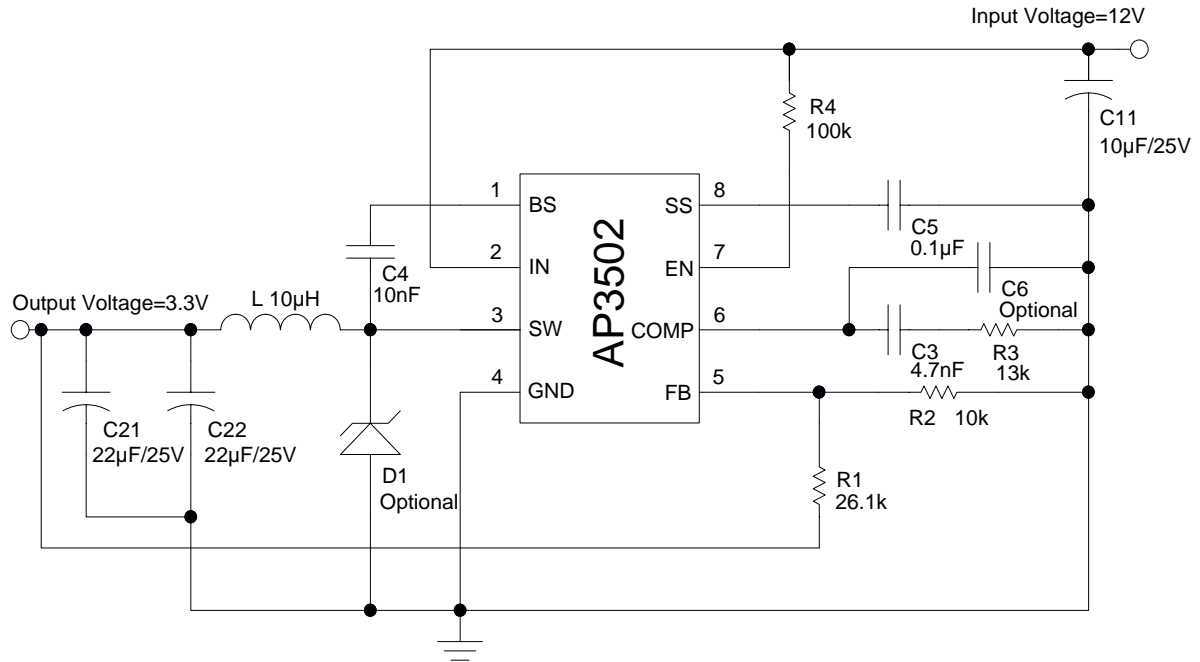 Input Voltage=12V
R4
100k
C11
10µF/25V
1
BS
SS
8
C5
0.1µF
2
IN
EN
7
C4
10nF
C6
Optional
Output Voltage=3.3V
L 10µH
3
SW
COMP
6
C3
4.7nF
R3
13k
4
GND
FB
5
R2
10k
AP3502
C21
22µF/25V
C22
22µF/25V
D1
Optional
R1
26.1k